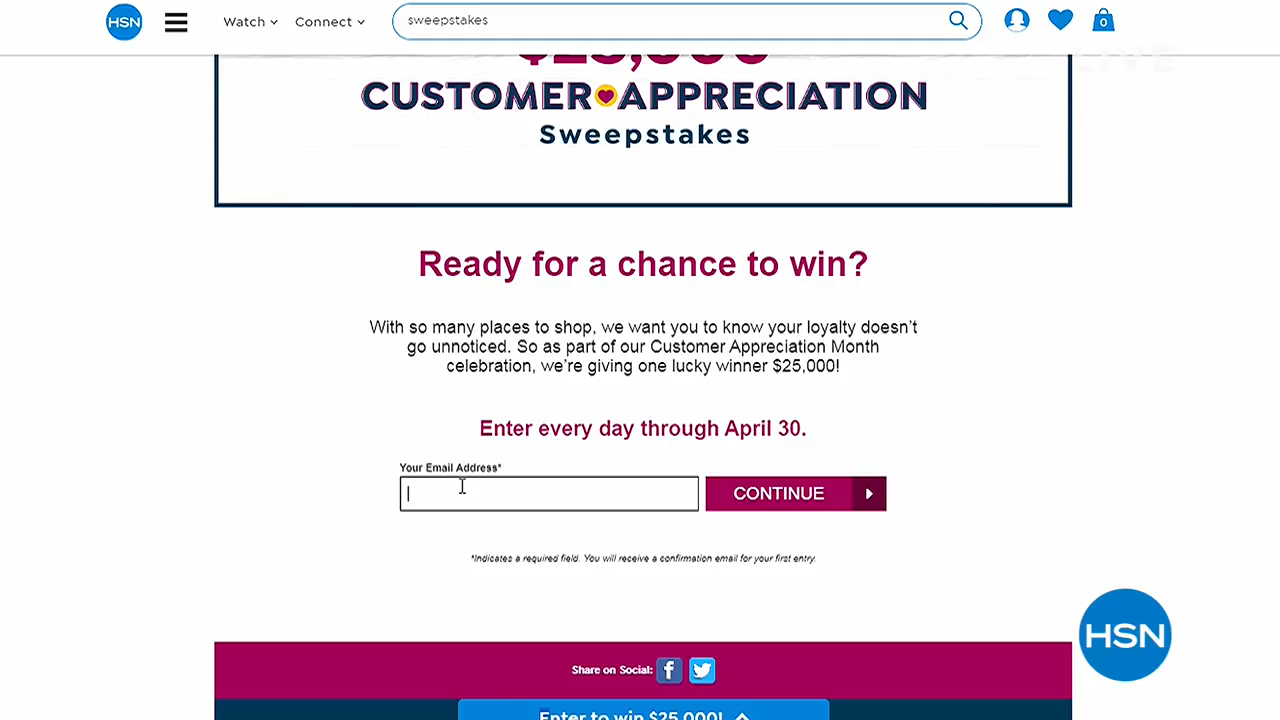 HSN
Watch
Connect
sweepstakes
0
LIVE
$25,000
CUSTOMER APPRECIATION
Sweepstakes
Ready for a chance to win?
With so many places to shop, we want you to know your loyalty doesn't
go unnoticed. So as part of our Customer Appreciation Month
celebration, we're giving one lucky winner $25,000!
Enter every day through April 30.
Your Email Address*
CONTINUE
*Indicates a required field. You will receive a confirmation email for your first entry.
HSN
Share on Social:
Enter to win $25,000!